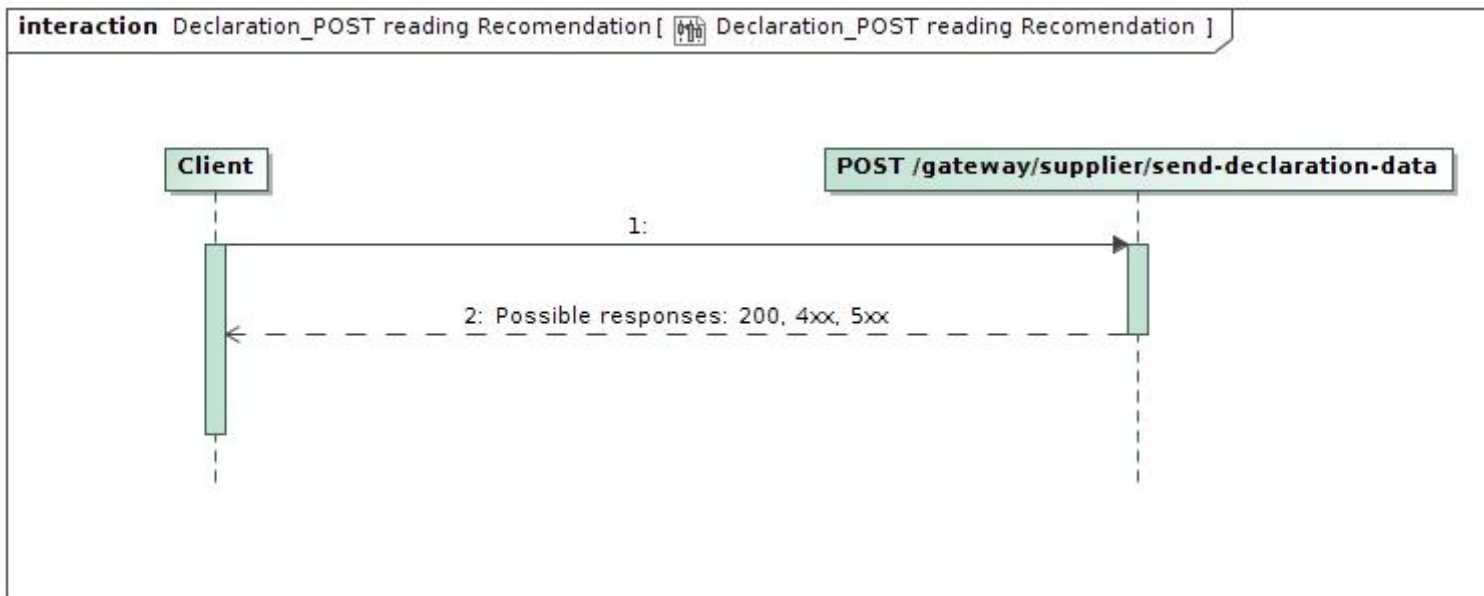 interaction Declaration_POST reading Recomendation[ Declaration_POST reading Recomendation ]
Client
POST /gateway/supplier/send-declaration-data
1:
2: Possible responses: 200, 4xx, 5xx